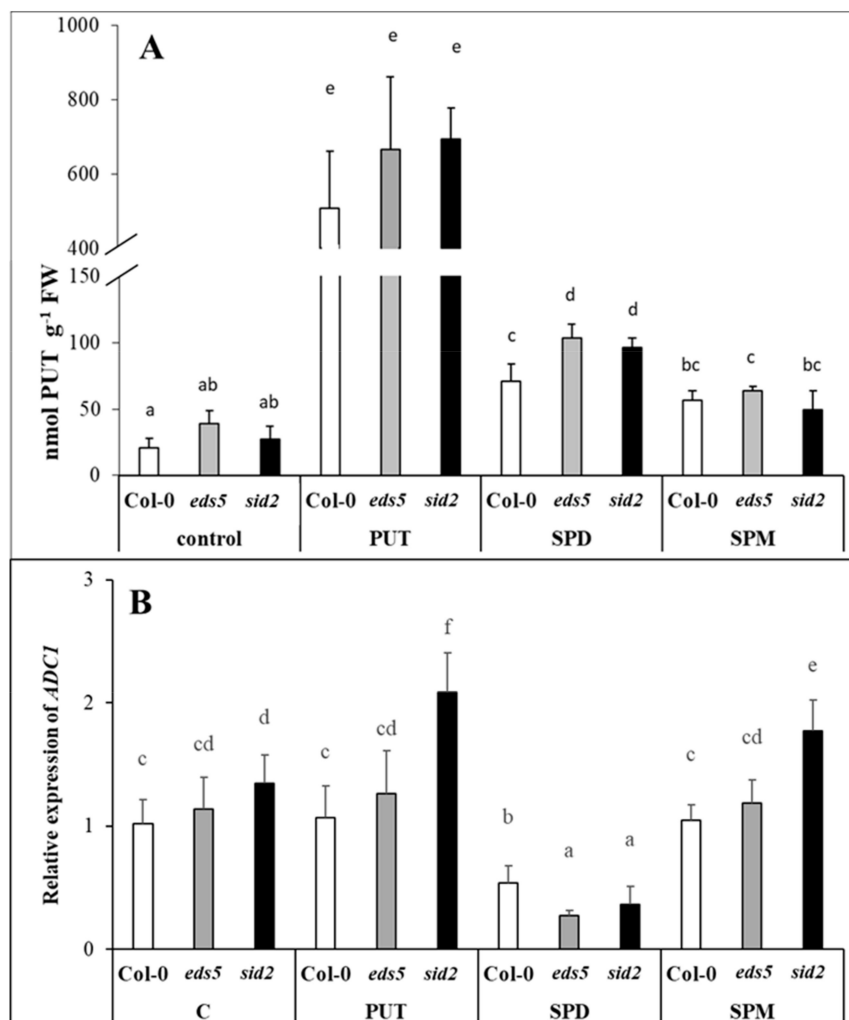 A
nmol PUT g⁻¹ FW
1000
800
600
400
150
100
50
0
a ab ab e e e c d d bc c bc
Col-0 eds5 sid2 Col-0 eds5 sid2 Col-0 eds5 sid2 Col-0 eds5 sid2
control PUT SPD SPM
B
Relative expression of ADC1
3
2
1
0
c cd d c cd f b a a c cd e
Col-0 eds5 sid2 Col-0 eds5 sid2 Col-0 eds5 sid2 Col-0 eds5 sid2
C PUT SPD SPM